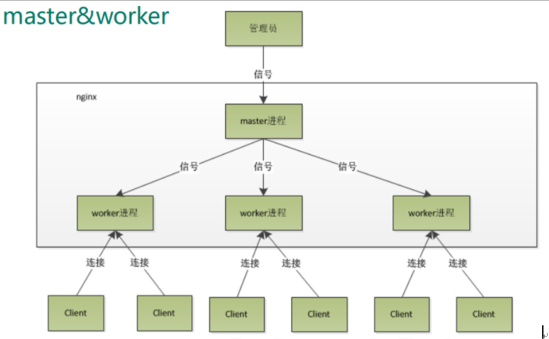 master&worker
管理员
信号
nginx
master进程
信号
信号
信号
worker进程
worker进程
worker进程
连接
连接
连接
连接
连接
连接
Client
Client
Client
Client
Client
Client